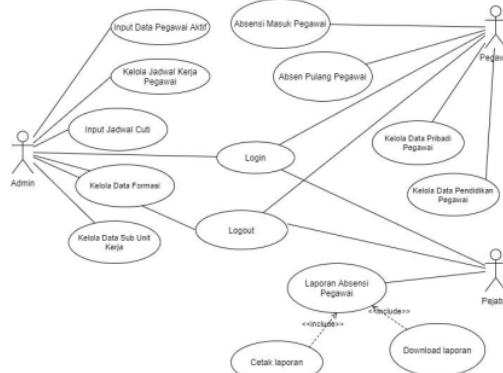 Input Data Pegawai Aktif
Absensi Masuk Pegawai
Kelola Jadwal Kerja
Pegawai
Absen Pulang Pegawai
Input Jadwal Cuti
Kelola Data Pribadi
Pegawai
Login
Admin
Kelola Data Formasi
Kelola Data Pendidikan
Pegawai
Logout
Kelola Data Sub Unit
Kerja
Laporan Absensi
Pegawai
<<include>>
<<include>>
Cetak laporan
Download laporan